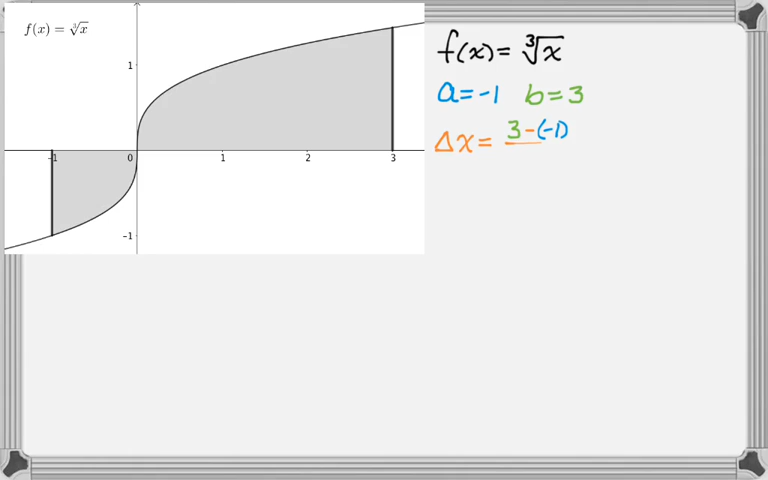 f(x) = ∛x
1
-1 0 1 2 3
-1
f(x) = ∛x
a = -1 b = 3
Δx = 3 - (-1)